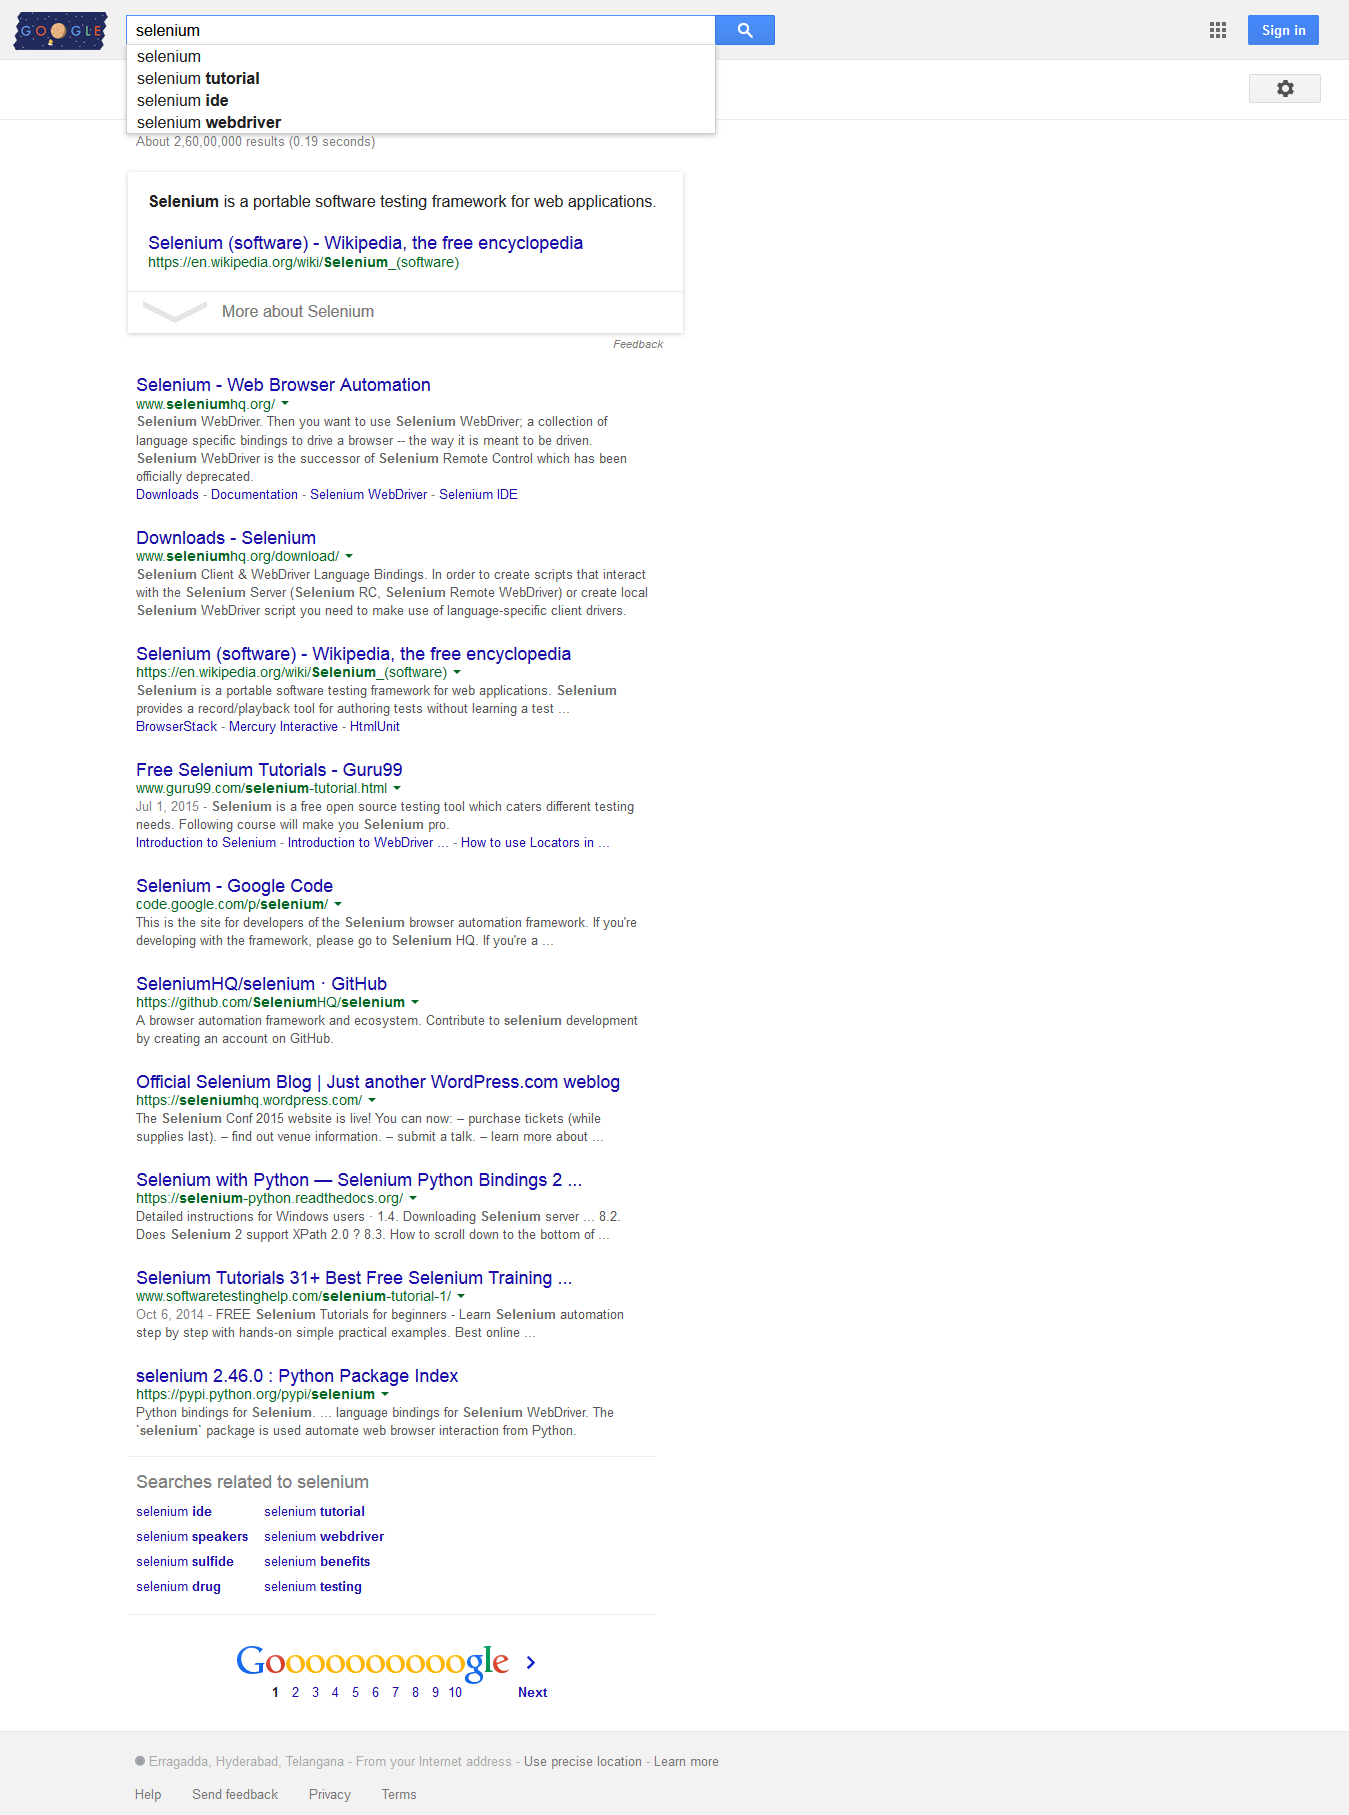 GOOGLE
selenium
Sign in
selenium
selenium tutorial
selenium ide
selenium webdriver
About 2,60,00,000 results (0.19 seconds)
Selenium is a portable software testing framework for web applications.
Selenium (software) - Wikipedia, the free encyclopedia
https://en.wikipedia.org/wiki/Selenium_(software)
More about Selenium
Feedback
Selenium - Web Browser Automation
www.seleniumhq.org/
Selenium WebDriver. Then you want to use Selenium WebDriver; a collection of
language specific bindings to drive a browser -- the way it is meant to be driven.
Selenium WebDriver is the successor of Selenium Remote Control which has been
officially deprecated.
Downloads - Documentation - Selenium WebDriver - Selenium IDE
Downloads - Selenium
www.seleniumhq.org/download/
Selenium Client & WebDriver Language Bindings. In order to create scripts that interact
with the Selenium Server (Selenium RC, Selenium Remote WebDriver) or create local
Selenium WebDriver script you need to make use of language-specific client drivers.
Selenium (software) - Wikipedia, the free encyclopedia
https://en.wikipedia.org/wiki/Selenium_(software)
Selenium is a portable software testing framework for web applications. Selenium
provides a record/playback tool for authoring tests without learning a test ...
BrowserStack - Mercury Interactive - HtmlUnit
Free Selenium Tutorials - Guru99
www.guru99.com/selenium-tutorial.html
Jul 1, 2015 - Selenium is a free open source testing tool which caters different testing
needs. Following course will make you Selenium pro.
Introduction to Selenium - Introduction to WebDriver ... - How to use Locators in ...
Selenium - Google Code
code.google.com/p/selenium/
This is the site for developers of the Selenium browser automation framework. If you're
developing with the framework, please go to Selenium HQ. If you're a ...
SeleniumHQ/selenium · GitHub
https://github.com/SeleniumHQ/selenium
A browser automation framework and ecosystem. Contribute to selenium development
by creating an account on GitHub.
Official Selenium Blog | Just another WordPress.com weblog
https://seleniumhq.wordpress.com/
The Selenium Conf 2015 website is live! You can now: – purchase tickets (while
supplies last). – find out venue information. – submit a talk. – learn more about ...
Selenium with Python — Selenium Python Bindings 2 ...
https://selenium-python.readthedocs.org/
Detailed instructions for Windows users · 1.4. Downloading Selenium server ... 8.2.
Does Selenium 2 support XPath 2.0 ? 8.3. How to scroll down to the bottom of ...
Selenium Tutorials 31+ Best Free Selenium Training ...
www.softwaretestinghelp.com/selenium-tutorial-1/
Oct 6, 2014 - FREE Selenium Tutorials for beginners - Learn Selenium automation
step by step with hands-on simple practical examples. Best online ...
selenium 2.46.0 : Python Package Index
https://pypi.python.org/pypi/selenium
Python bindings for Selenium. ... language bindings for Selenium WebDriver. The
`selenium` package is used automate web browser interaction from Python.
Searches related to selenium
selenium ide selenium tutorial
selenium speakers selenium webdriver
selenium sulfide selenium benefits
selenium drug selenium testing
Goooooooooogle
1 2 3 4 5 6 7 8 9 10 Next
Erragadda, Hyderabad, Telangana - From your Internet address - Use precise location - Learn more
Help Send feedback Privacy Terms